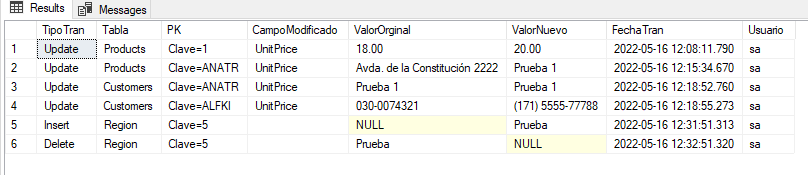 Results Messages
TipoTran Tabla PK CampoModificado ValorOrginal ValorNuevo FechaTran Usuario
1 Update Products Clave=1 UnitPrice 18.00 20.00 2022-05-16 12:08:11.790 sa
2 Update Products Clave=ANATR UnitPrice Avda. de la Constitución 2222 Prueba 1 2022-05-16 12:15:34.670 sa
3 Update Customers Clave=ANATR UnitPrice Prueba 1 Prueba 1 2022-05-16 12:18:52.760 sa
4 Update Customers Clave=ALFKI UnitPrice 030-0074321 (171) 5555-77788 2022-05-16 12:18:55.273 sa
5 Insert Region Clave=5 NULL Prueba 2022-05-16 12:31:51.313 sa
6 Delete Region Clave=5 Prueba NULL 2022-05-16 12:32:51.320 sa